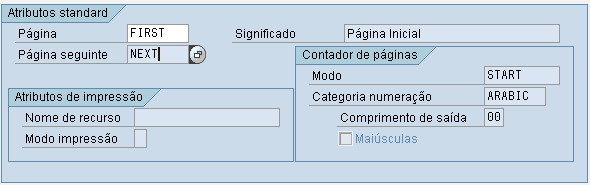 Atributos standard
Página FIRST Significado Página Inicial
Página seguinte NEXT
Contador de páginas
Modo START
Categoria numeração ARABIC
Comprimento de saída 00
Maiúsculas
Atributos de impressão
Nome de recurso
Modo impressão